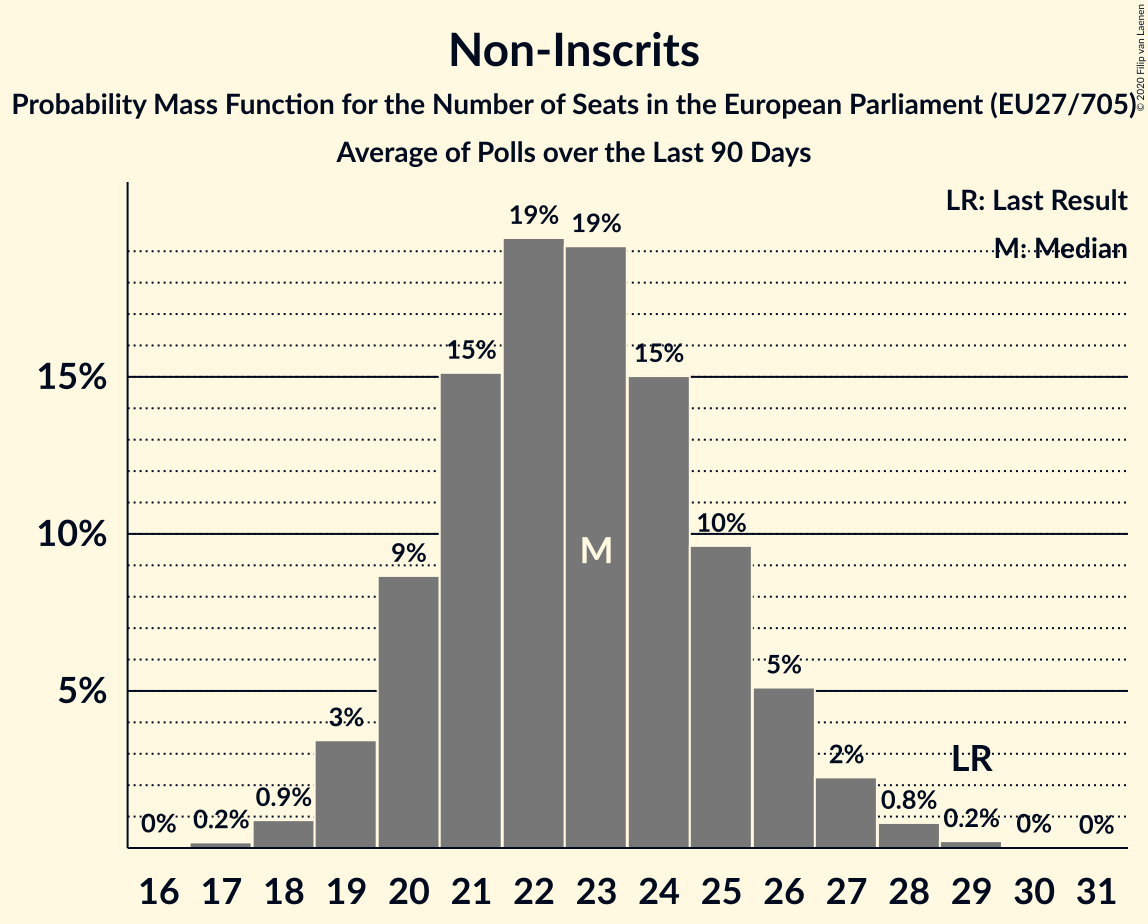 Non-Inscrits
Probability Mass Function for the Number of Seats in the European Parliament (EU27/705)
Average of Polls over the Last 90 Days
© 2020 Filip van Laenen
LR: Last Result
M: Median
19%
19%
15%
15%
15%
10%
10%
9%
M
5%
5%
3%
2%
LR
0.9%
0.8%
0%
0.2%
0.2%
0%
0%
16 17 18 19 20 21 22 23 24 25 26 27 28 29 30 31